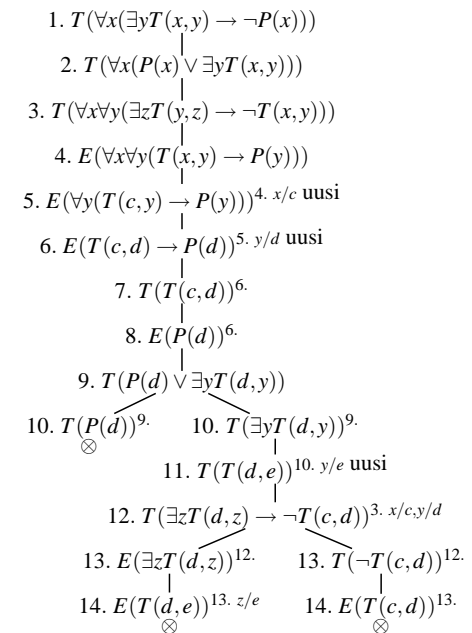 1. T(∀x(∃yT(x,y) → ¬P(x)))
2. T(∀x(P(x) ∨ ∃yT(x,y)))
3. T(∀x∀y(∃zT(y,z) → ¬T(x,y)))
4. E(∀x∀y(T(x,y) → P(y)))
5. E(∀y(T(c,y) → P(y)))^4. x/c uusi
6. E(T(c,d) → P(d))^5. y/d uusi
7. T(T(c,d))^6.
8. E(P(d))^6.
9. T(P(d) ∨ ∃yT(d,y))
10. T(P(d))^9. 10. T(∃yT(d,y))^9.
⊗
11. T(T(d,e))^10. y/e uusi
12. T(∃zT(d,z) → ¬T(c,d))^3. x/c,y/d
13. E(∃zT(d,z))^12. 13. T(¬T(c,d))^12.
14. E(T(d,e))^13. z/e 14. E(T(c,d))^13.
⊗ ⊗